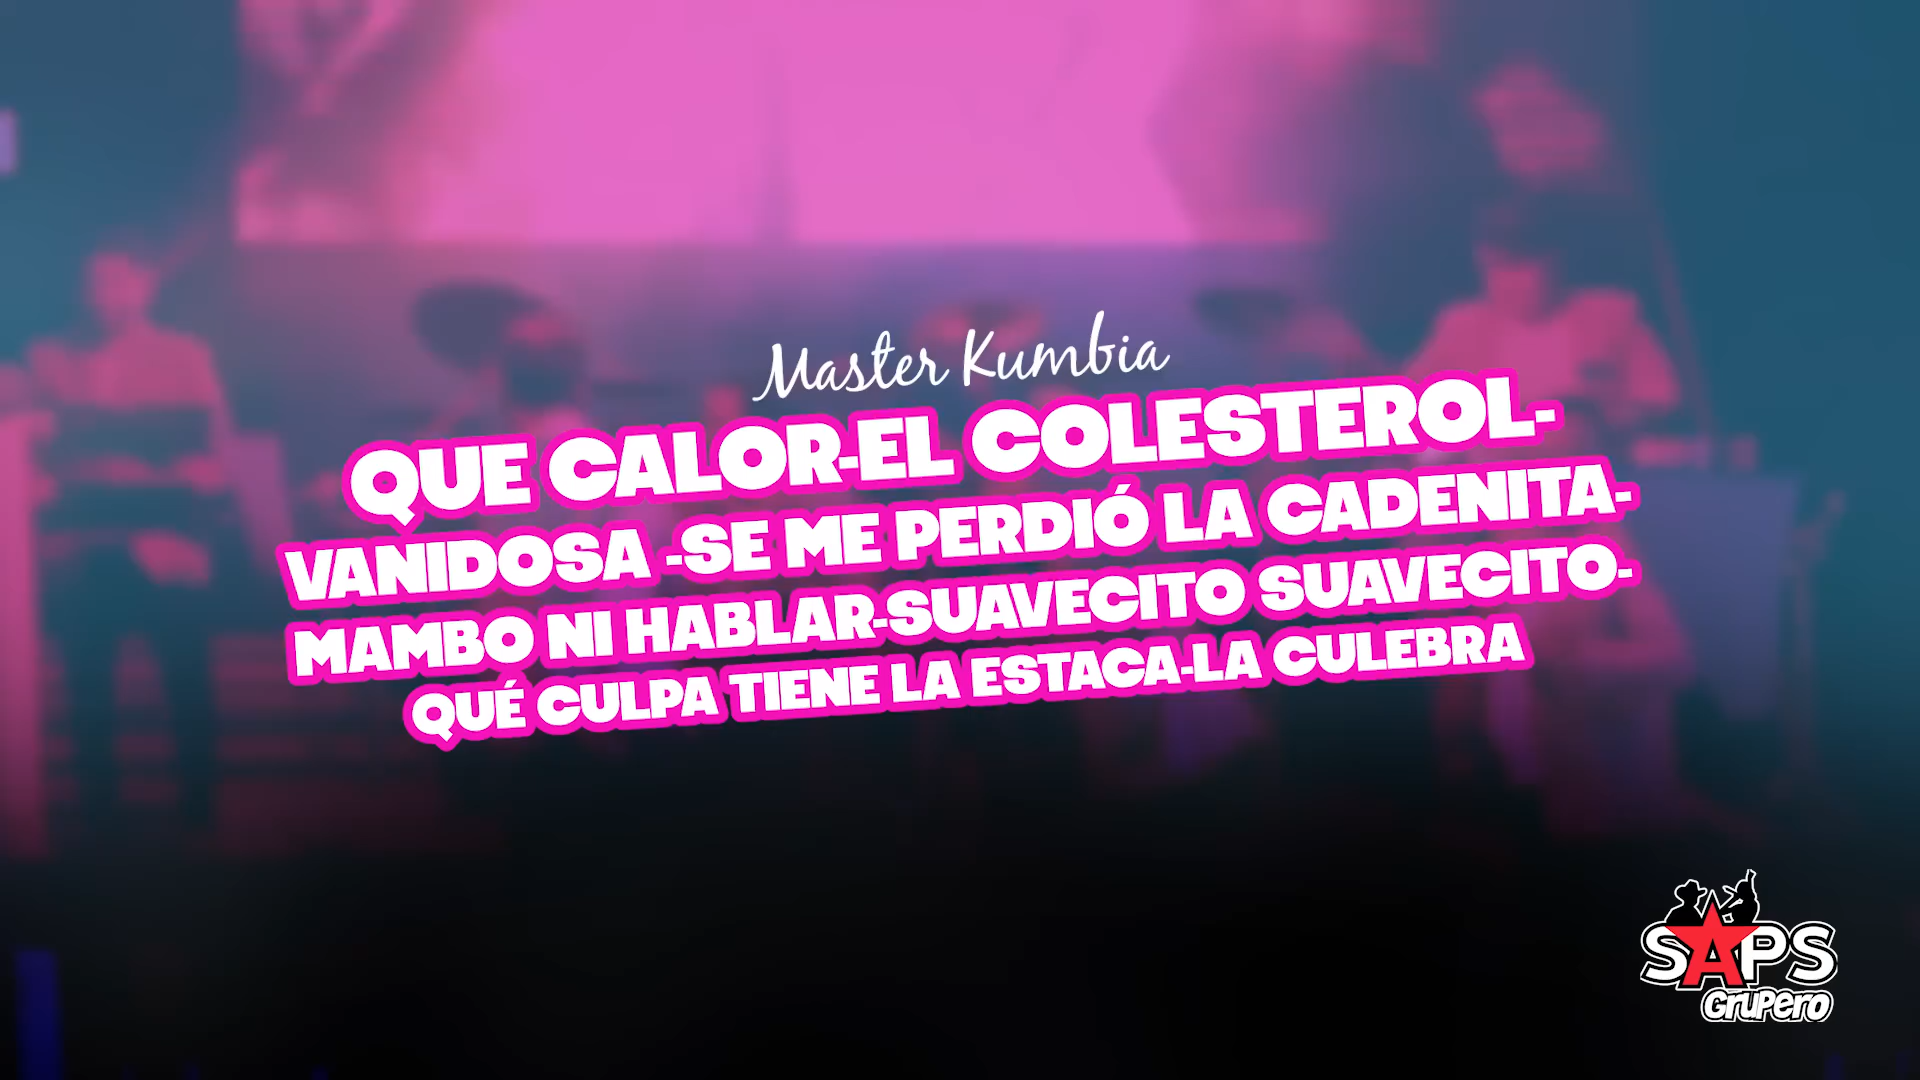 Master Kumbia
QUE CALOR-EL COLESTEROL-
VANIDOSA -SE ME PERDIÓ LA CADENITA-
MAMBO NI HABLAR-SUAVECITO SUAVECITO-
QUÉ CULPA TIENE LA ESTACA-LA CULEBRA
SAPS
GruPero